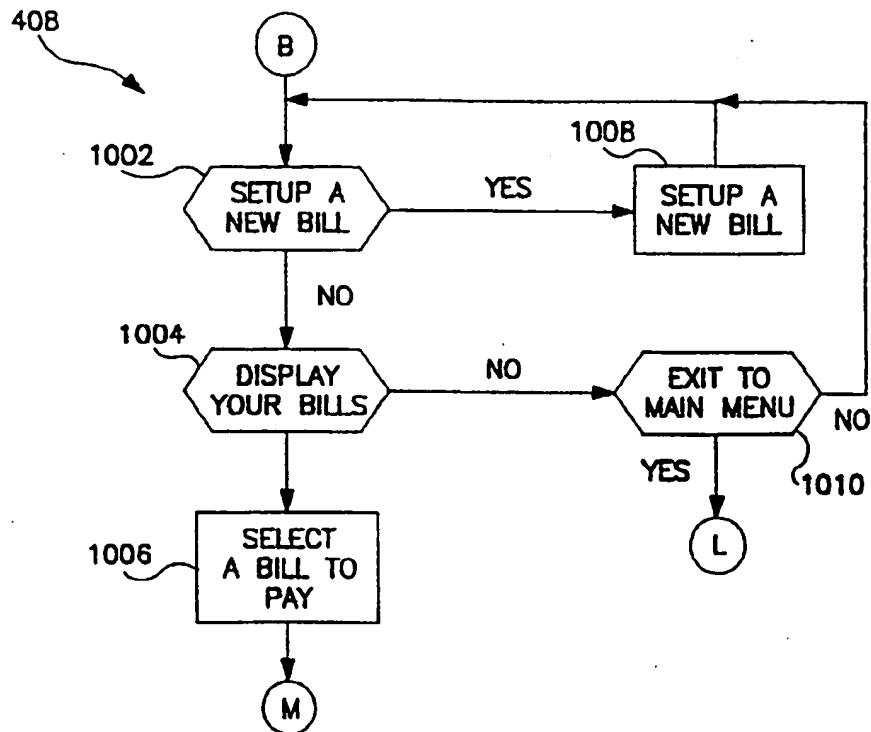 408
B
1002
SETUP A
NEW BILL
YES
1008
SETUP A
NEW BILL
NO
1004
DISPLAY
YOUR BILLS
NO
EXIT TO
MAIN MENU
NO
YES
1010
L
1006
SELECT
A BILL TO
PAY
M